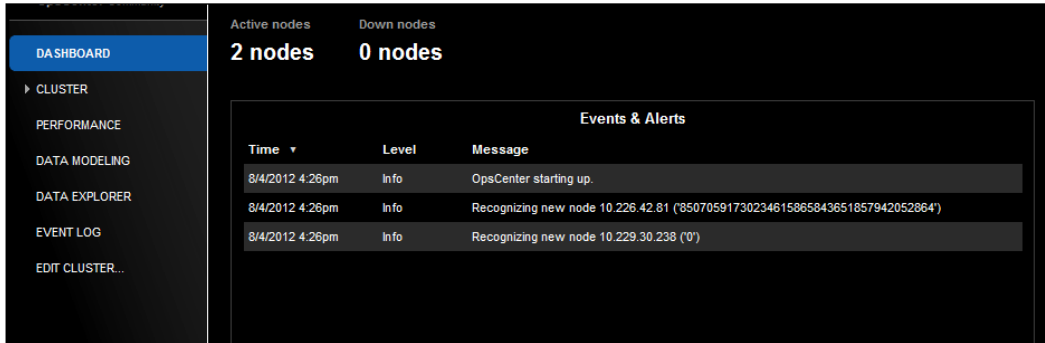 DASHBOARD
CLUSTER
PERFORMANCE
DATA MODELING
DATA EXPLORER
EVENT LOG
EDIT CLUSTER...
Active nodes Down nodes
2 nodes 0 nodes
Events & Alerts
Time ▼ Level Message
8/4/2012 4:26pm Info OpsCenter starting up.
8/4/2012 4:26pm Info Recognizing new node 10.226.42.81 ('85070591730234615865843651857942052864')
8/4/2012 4:26pm Info Recognizing new node 10.229.30.238 ('0')